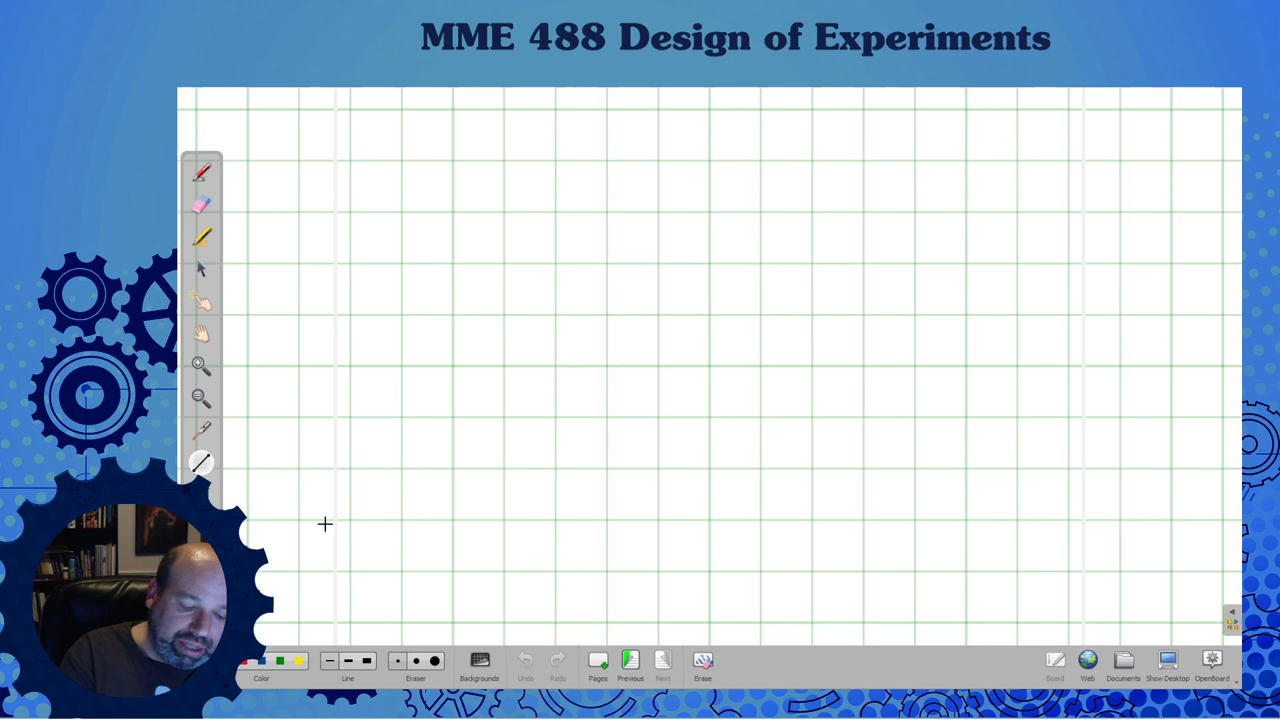 MME 488 Design of Experiments
Color
Line
Eraser
Backgrounds
Undo
Redo
Pages
Previous
Next
Erase
Board
Web
Documents
Show Desktop
OpenBoard